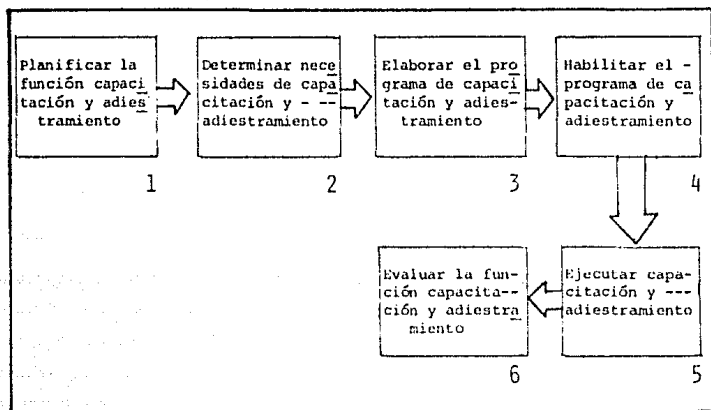 Planificar la
función capaci
tación y adies
tramiento
1
Determinar nece
sidades de capa
citación y - --
adiestramiento
2
Elaborar el pro
grama de capaci
tación y adies-
tramiento
3
Habilitar el -
programa de ca
pacitación y
adiestramiento
4
Ejecutar capa-
citación y ---
adiestramiento
5
Evaluar la fun-
ción capacita--
ción y adiestra
miento
6